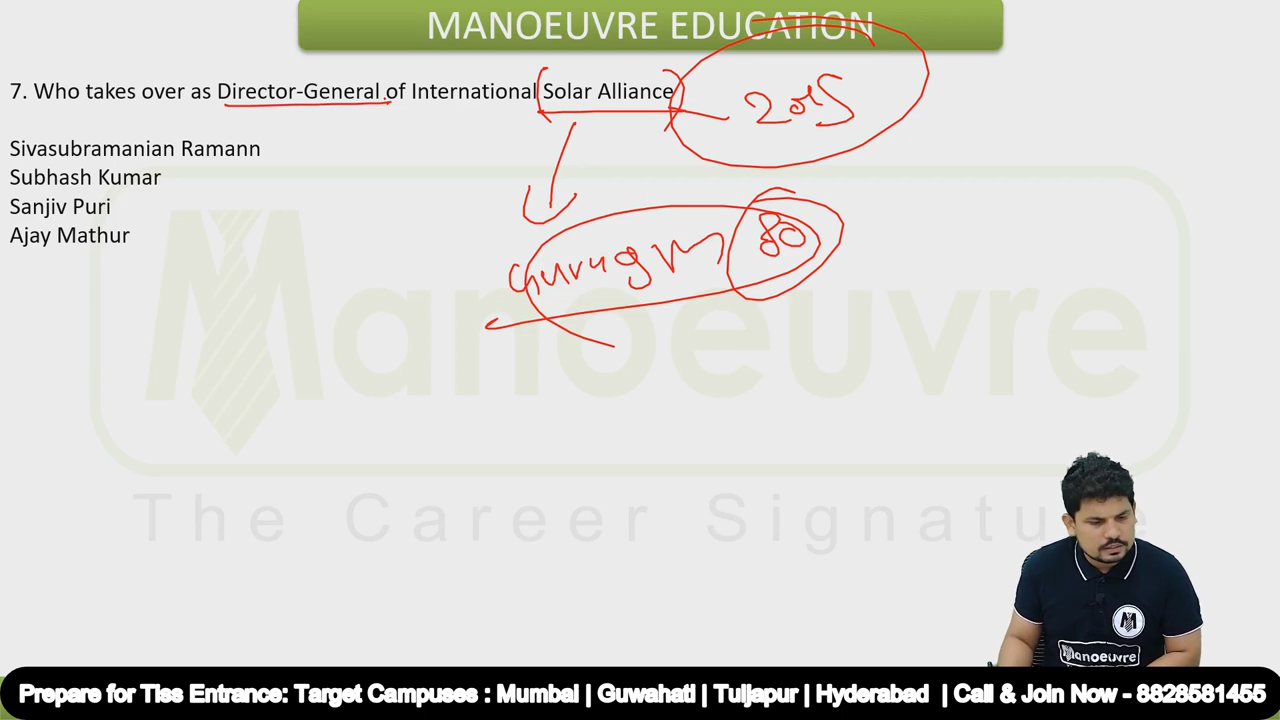 MANOEUVRE EDUCATION
7. Who takes over as Director-General of International Solar Alliance
2015
Sivasubramanian Ramann
Subhash Kumar
Sanjiv Puri
Ajay Mathur
80
Manoeuvre
The Career Signature
M
Manoeuvre
Prepare for Tiss Entrance: Target Campuses : Mumbai | Guwahati | Tuljapur | Hyderabad | Call & Join Now - 8828581455